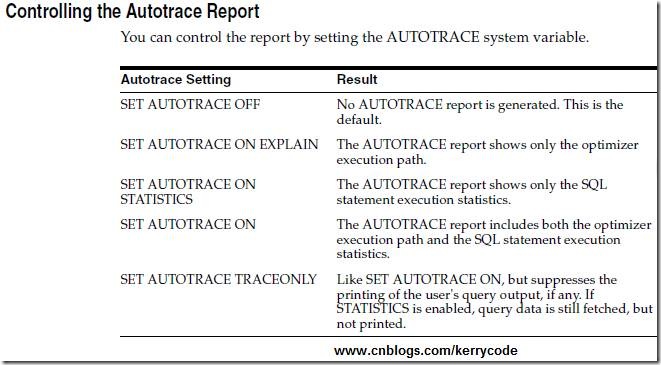 Controlling the Autotrace Report
You can control the report by setting the AUTOTRACE system variable.
Autotrace Setting Result
SET AUTOTRACE OFF No AUTOTRACE report is generated. This is the
default.
SET AUTOTRACE ON EXPLAIN The AUTOTRACE report shows only the optimizer
execution path.
SET AUTOTRACE ON The AUTOTRACE report shows only the SQL
STATISTICS statement execution statistics.
SET AUTOTRACE ON The AUTOTRACE report includes both the optimizer
execution path and the SQL statement execution
statistics.
SET AUTOTRACE TRACEONLY Like SET AUTOTRACE ON, but suppresses the
printing of the user's query output, if any. If
STATISTICS is enabled, query data is still fetched, but
not printed.
www.cnblogs.com/kerrycode